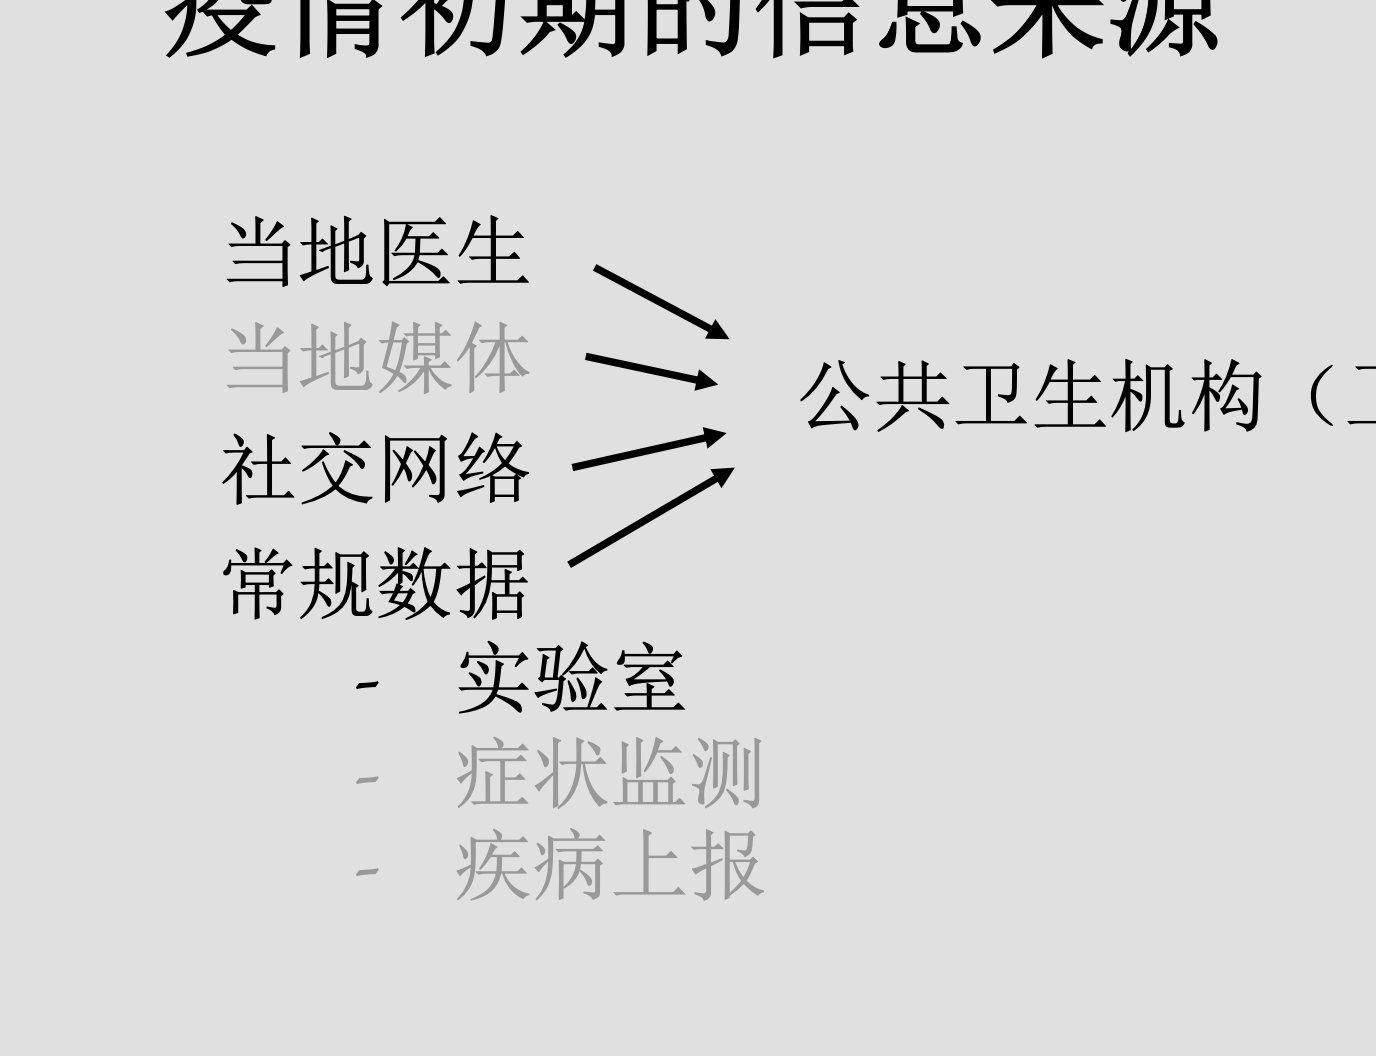 疫情初期的信息来源
当地医生
当地媒体
公共卫生机构（
社交网络
常规数据
- 实验室
- 症状监测
- 疾病上报